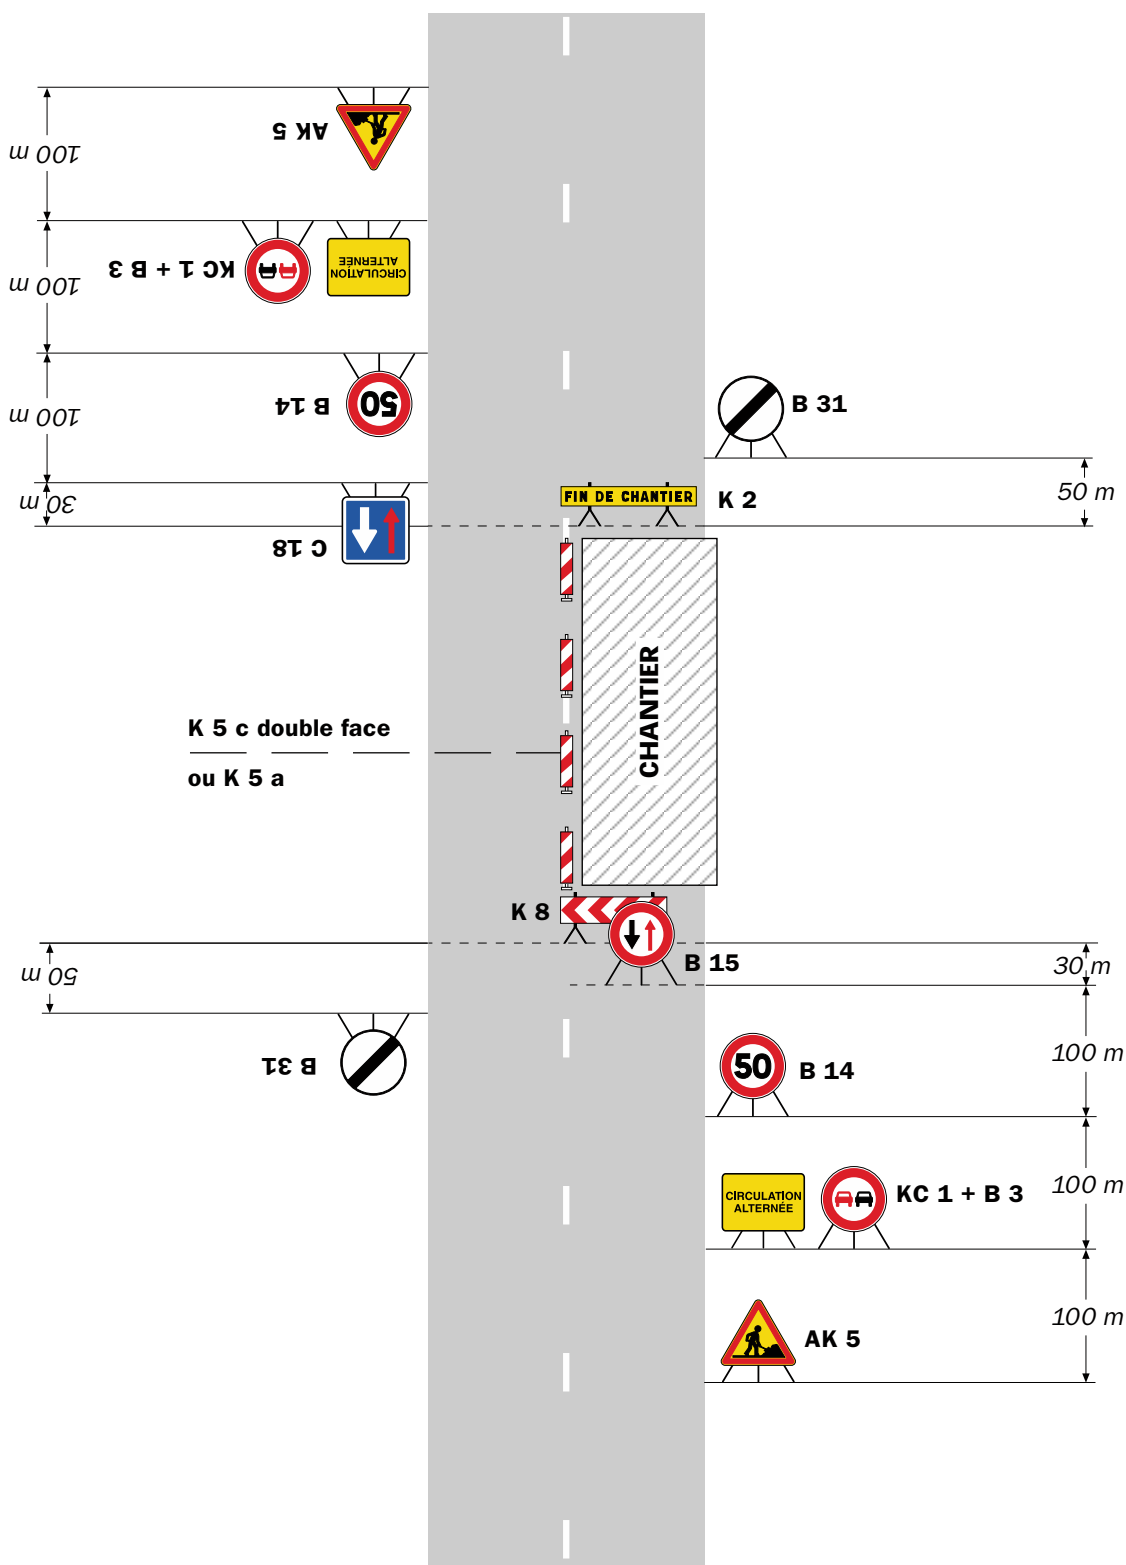 AK 5
100 m
KC 1 + B 3
CIRCULATION
ALTERNÉE
100 m
B 14
50
100 m
C 18
30 m
B 31
50 m
FIN DE CHANTIER
K 2
CHANTIER
K 5 c double face
ou K 5 a
K 8
B 15
30 m
50 m
B 31
50
B 14
100 m
CIRCULATION
ALTERNÉE
KC 1 + B 3
100 m
AK 5
100 m